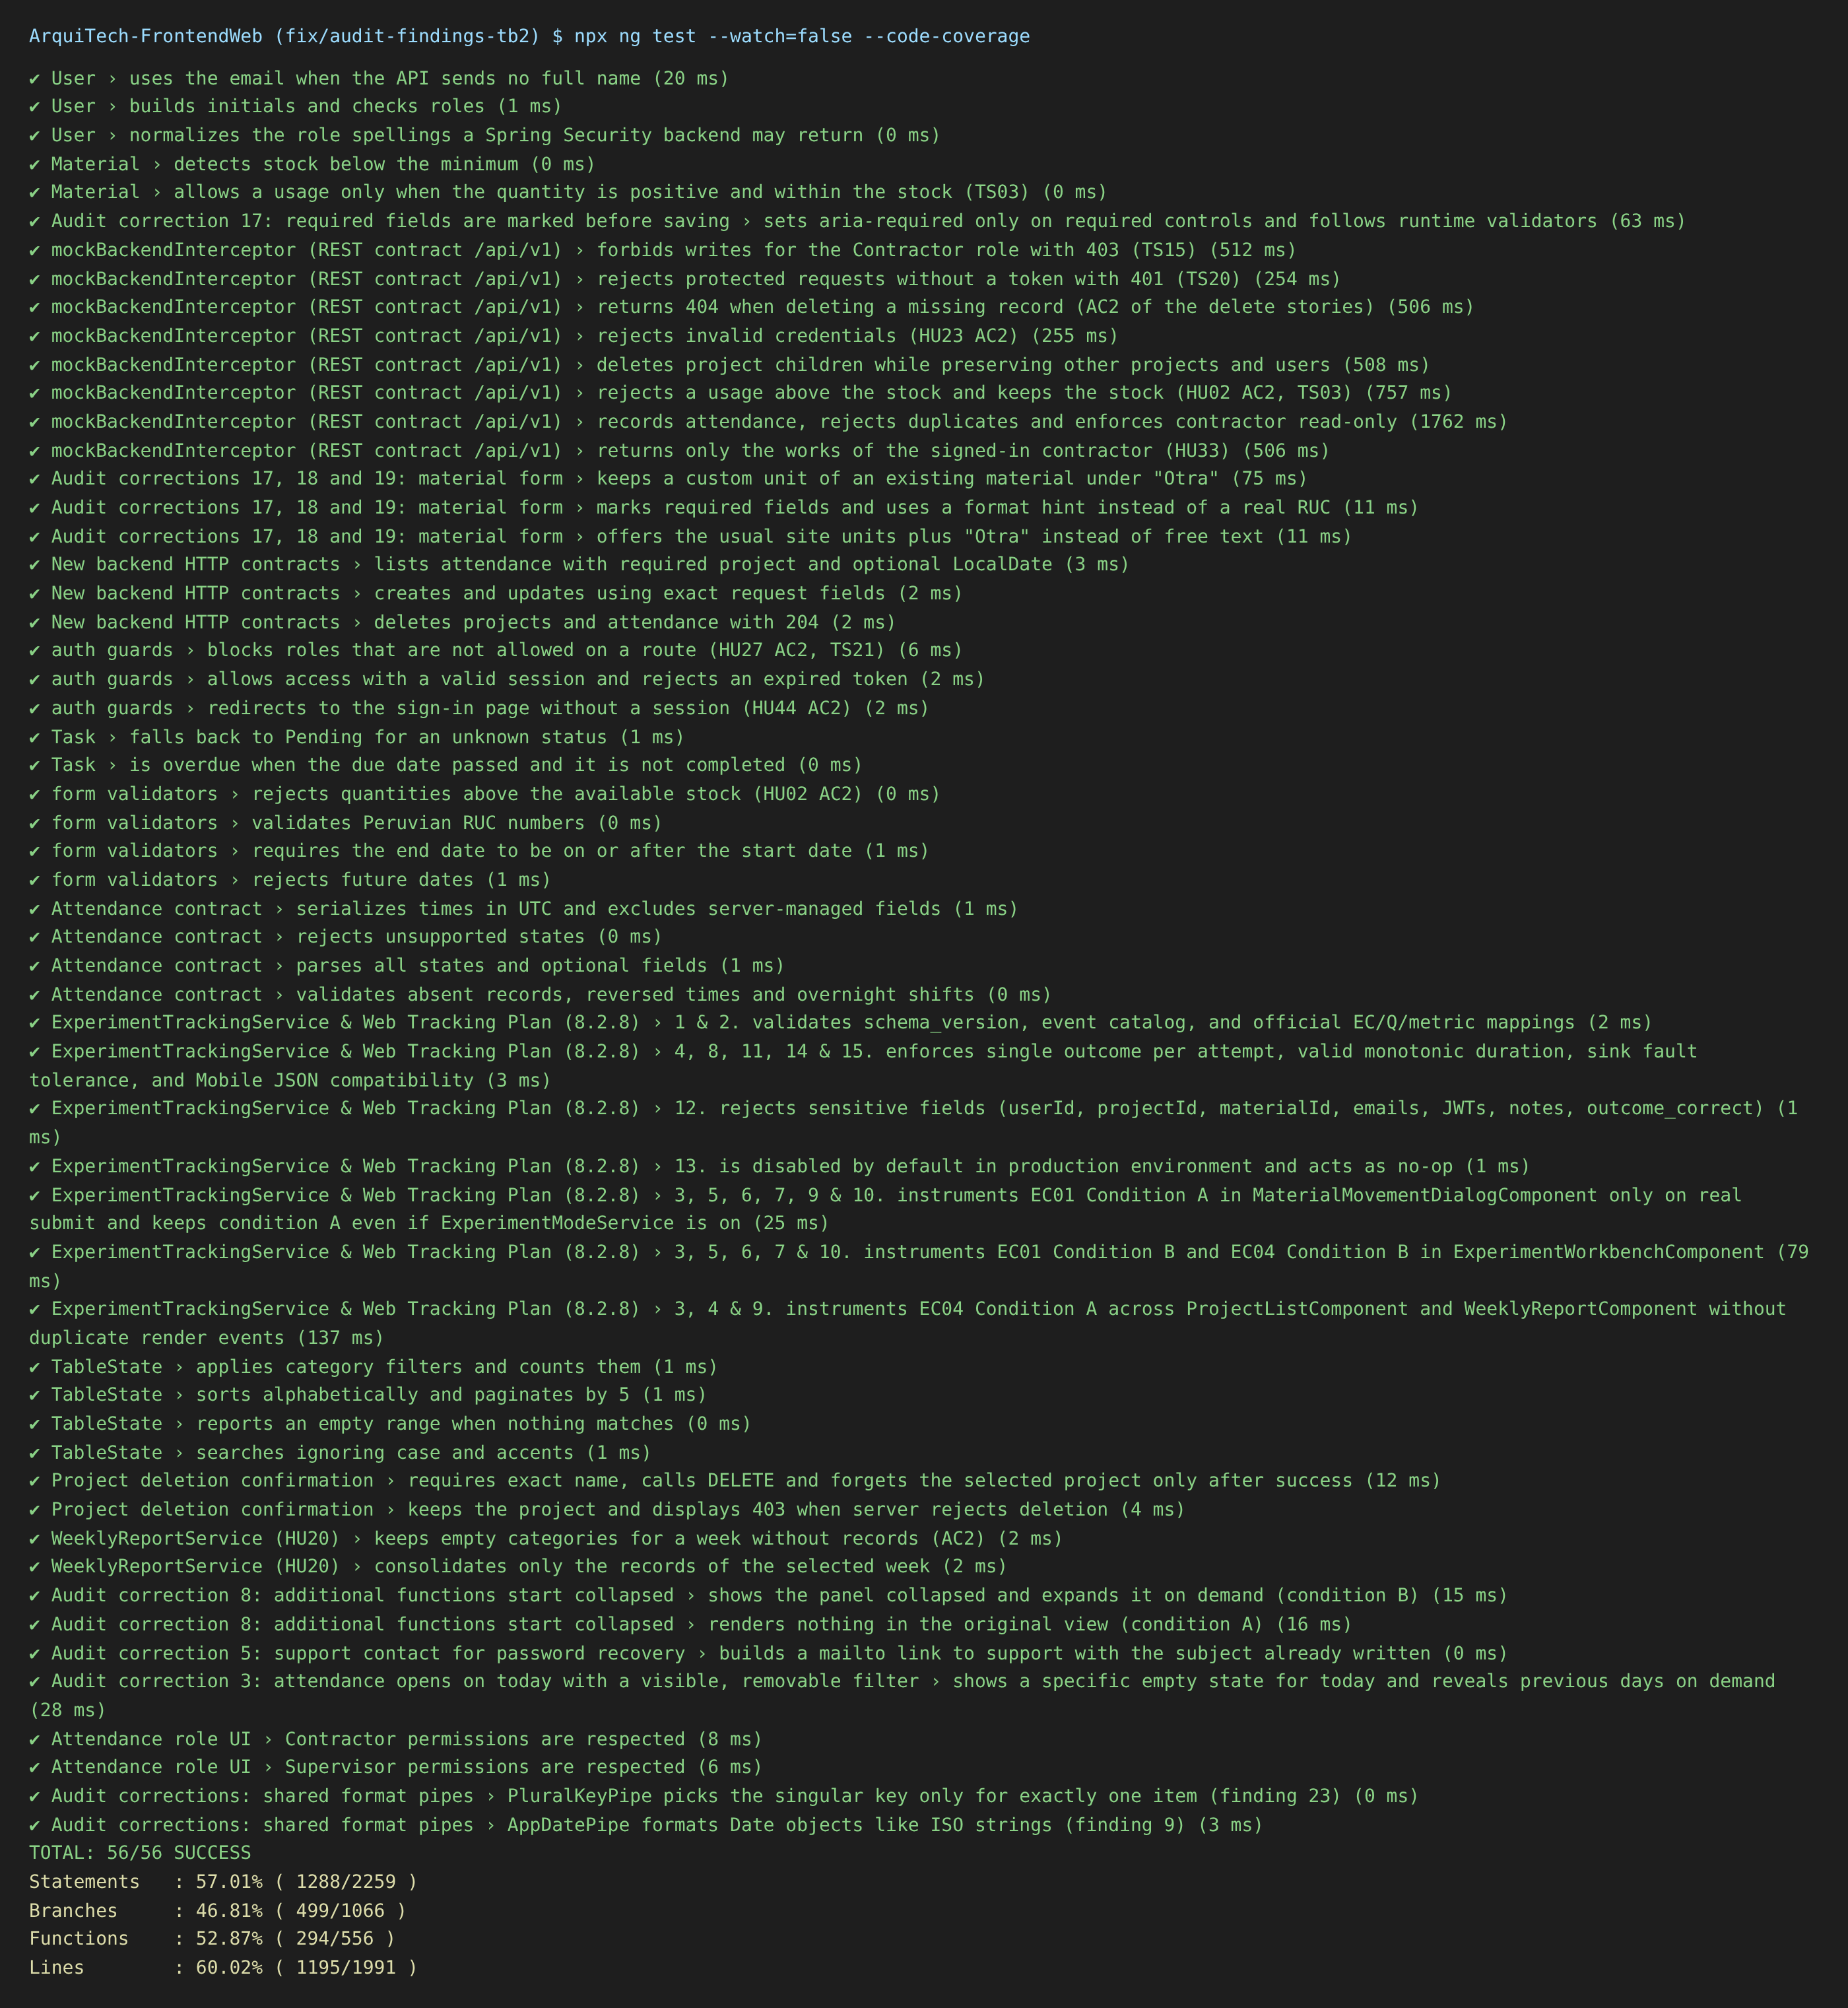 ArquiTech-FrontendWeb (fix/audit-findings-tb2) $ npx ng test --watch=false --code-coverage
✔ User › uses the email when the API sends no full name (20 ms)
✔ User › builds initials and checks roles (1 ms)
✔ User › normalizes the role spellings a Spring Security backend may return (0 ms)
✔ Material › detects stock below the minimum (0 ms)
✔ Material › allows a usage only when the quantity is positive and within the stock (TS03) (0 ms)
✔ Audit correction 17: required fields are marked before saving › sets aria-required only on required controls and follows runtime validators (63 ms)
✔ mockBackendInterceptor (REST contract /api/v1) › forbids writes for the Contractor role with 403 (TS15) (512 ms)
✔ mockBackendInterceptor (REST contract /api/v1) › rejects protected requests without a token with 401 (TS20) (254 ms)
✔ mockBackendInterceptor (REST contract /api/v1) › returns 404 when deleting a missing record (AC2 of the delete stories) (506 ms)
✔ mockBackendInterceptor (REST contract /api/v1) › rejects invalid credentials (HU23 AC2) (255 ms)
✔ mockBackendInterceptor (REST contract /api/v1) › deletes project children while preserving other projects and users (508 ms)
✔ mockBackendInterceptor (REST contract /api/v1) › rejects a usage above the stock and keeps the stock (HU02 AC2, TS03) (757 ms)
✔ mockBackendInterceptor (REST contract /api/v1) › records attendance, rejects duplicates and enforces contractor read-only (1762 ms)
✔ mockBackendInterceptor (REST contract /api/v1) › returns only the works of the signed-in contractor (HU33) (506 ms)
✔ Audit corrections 17, 18 and 19: material form › keeps a custom unit of an existing material under "Otra" (75 ms)
✔ Audit corrections 17, 18 and 19: material form › marks required fields and uses a format hint instead of a real RUC (11 ms)
✔ Audit corrections 17, 18 and 19: material form › offers the usual site units plus "Otra" instead of free text (11 ms)
✔ New backend HTTP contracts › lists attendance with required project and optional LocalDate (3 ms)
✔ New backend HTTP contracts › creates and updates using exact request fields (2 ms)
✔ New backend HTTP contracts › deletes projects and attendance with 204 (2 ms)
✔ auth guards › blocks roles that are not allowed on a route (HU27 AC2, TS21) (6 ms)
✔ auth guards › allows access with a valid session and rejects an expired token (2 ms)
✔ auth guards › redirects to the sign-in page without a session (HU44 AC2) (2 ms)
✔ Task › falls back to Pending for an unknown status (1 ms)
✔ Task › is overdue when the due date passed and it is not completed (0 ms)
✔ form validators › rejects quantities above the available stock (HU02 AC2) (0 ms)
✔ form validators › validates Peruvian RUC numbers (0 ms)
✔ form validators › requires the end date to be on or after the start date (1 ms)
✔ form validators › rejects future dates (1 ms)
✔ Attendance contract › serializes times in UTC and excludes server-managed fields (1 ms)
✔ Attendance contract › rejects unsupported states (0 ms)
✔ Attendance contract › parses all states and optional fields (1 ms)
✔ Attendance contract › validates absent records, reversed times and overnight shifts (0 ms)
✔ ExperimentTrackingService & Web Tracking Plan (8.2.8) › 1 & 2. validates schema_version, event catalog, and official EC/Q/metric mappings (2 ms)
✔ ExperimentTrackingService & Web Tracking Plan (8.2.8) › 4, 8, 11, 14 & 15. enforces single outcome per attempt, valid monotonic duration, sink fault
tolerance, and Mobile JSON compatibility (3 ms)
✔ ExperimentTrackingService & Web Tracking Plan (8.2.8) › 12. rejects sensitive fields (userId, projectId, materialId, emails, JWTs, notes, outcome_correct) (1
ms)
✔ ExperimentTrackingService & Web Tracking Plan (8.2.8) › 13. is disabled by default in production environment and acts as no-op (1 ms)
✔ ExperimentTrackingService & Web Tracking Plan (8.2.8) › 3, 5, 6, 7, 9 & 10. instruments EC01 Condition A in MaterialMovementDialogComponent only on real
submit and keeps condition A even if ExperimentModeService is on (25 ms)
✔ ExperimentTrackingService & Web Tracking Plan (8.2.8) › 3, 5, 6, 7 & 10. instruments EC01 Condition B and EC04 Condition B in ExperimentWorkbenchComponent (79
ms)
✔ ExperimentTrackingService & Web Tracking Plan (8.2.8) › 3, 4 & 9. instruments EC04 Condition A across ProjectListComponent and WeeklyReportComponent without
duplicate render events (137 ms)
✔ TableState › applies category filters and counts them (1 ms)
✔ TableState › sorts alphabetically and paginates by 5 (1 ms)
✔ TableState › reports an empty range when nothing matches (0 ms)
✔ TableState › searches ignoring case and accents (1 ms)
✔ Project deletion confirmation › requires exact name, calls DELETE and forgets the selected project only after success (12 ms)
✔ Project deletion confirmation › keeps the project and displays 403 when server rejects deletion (4 ms)
✔ WeeklyReportService (HU20) › keeps empty categories for a week without records (AC2) (2 ms)
✔ WeeklyReportService (HU20) › consolidates only the records of the selected week (2 ms)
✔ Audit correction 8: additional functions start collapsed › shows the panel collapsed and expands it on demand (condition B) (15 ms)
✔ Audit correction 8: additional functions start collapsed › renders nothing in the original view (condition A) (16 ms)
✔ Audit correction 5: support contact for password recovery › builds a mailto link to support with the subject already written (0 ms)
✔ Audit correction 3: attendance opens on today with a visible, removable filter › shows a specific empty state for today and reveals previous days on demand
(28 ms)
✔ Attendance role UI › Contractor permissions are respected (8 ms)
✔ Attendance role UI › Supervisor permissions are respected (6 ms)
✔ Audit corrections: shared format pipes › PluralKeyPipe picks the singular key only for exactly one item (finding 23) (0 ms)
✔ Audit corrections: shared format pipes › AppDatePipe formats Date objects like ISO strings (finding 9) (3 ms)
TOTAL: 56/56 SUCCESS
Statements   : 57.01% ( 1288/2259 )
Branches     : 46.81% ( 499/1066 )
Functions    : 52.87% ( 294/556 )
Lines        : 60.02% ( 1195/1991 )